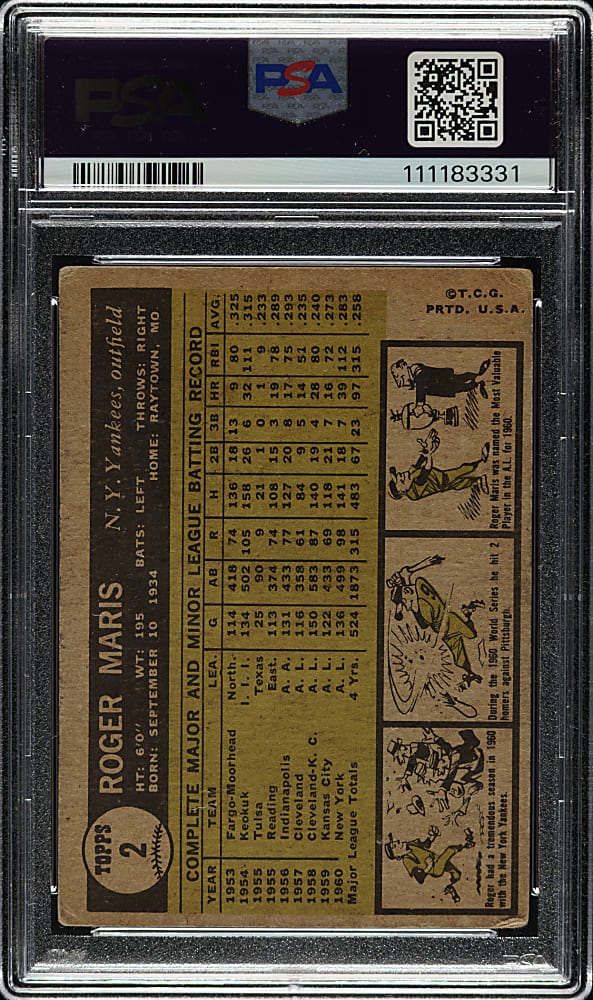 PSA
PSA
111183331
TOPPS
2
ROGER MARIS N.Y. Yankees, outfield
HT: 6'0" WT: 195 BATS: LEFT THROWS: RIGHT
BORN: SEPTEMBER 10 1934 HOME: RAYTOWN, MO.
COMPLETE MAJOR AND MINOR LEAGUE BATTING RECORD
YEAR TEAM LEA. G AB R H 2B 3B HR RBI AVG.
1953 Fargo-Moorhead North. 114 418 74 136 18 13 9 80 .325
1954 Keokuk I. I. I. 134 502 105 158 26 6 32 111 .315
1955 Tulsa Texas 25 90 9 21 1 0 1 9 .233
1955 Reading East. 113 374 74 108 15 3 19 78 .289
1956 Indianapolis A. A. 131 433 77 127 20 8 17 75 .293
1957 Cleveland A. L. 116 358 61 84 9 5 14 51 .235
1958 Cleveland-K. C. A. L. 150 583 87 140 19 4 28 80 .240
1959 Kansas City A. L. 122 433 69 118 21 7 16 72 .273
1960 New York A. L. 136 499 98 141 18 7 39 112 .283
Major League Totals 4 Yrs. 524 1873 315 483 67 23 97 315 .258
Roger had a tremendous season in 1960
with the New York Yankees.
9
During the 1960 World Series he hit 2
homers against Pittsburgh.
Roger Maris was named the Most Valuable
Player in the A.L. for 1960.
©T.C.G.
PRTD. U.S.A.